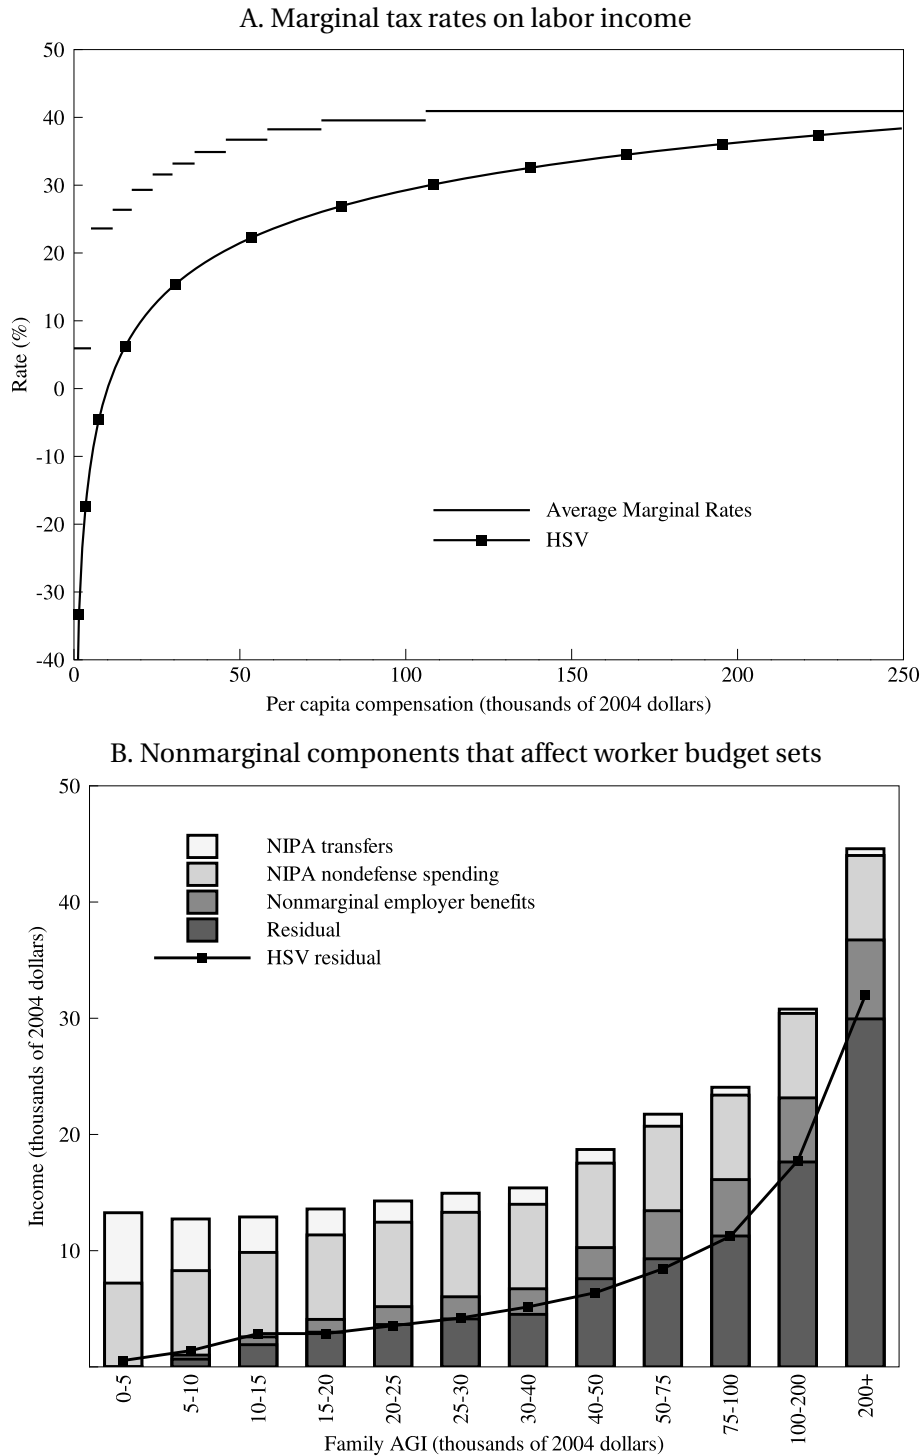 A. Marginal tax rates on labor income
50
40
30
20
10
0
-10
-20
-30
-40
Rate (%)
Average Marginal Rates
HSV
0 50 100 150 200 250
Per capita compensation (thousands of 2004 dollars)
B. Nonmarginal components that affect worker budget sets
50
40
30
20
10
Income (thousands of 2004 dollars)
NIPA transfers
NIPA nondefense spending
Nonmarginal employer benefits
Residual
HSV residual
0-5 5-10 10-15 15-20 20-25 25-30 30-40 40-50 50-75 75-100 100-200 200+
Family AGI (thousands of 2004 dollars)